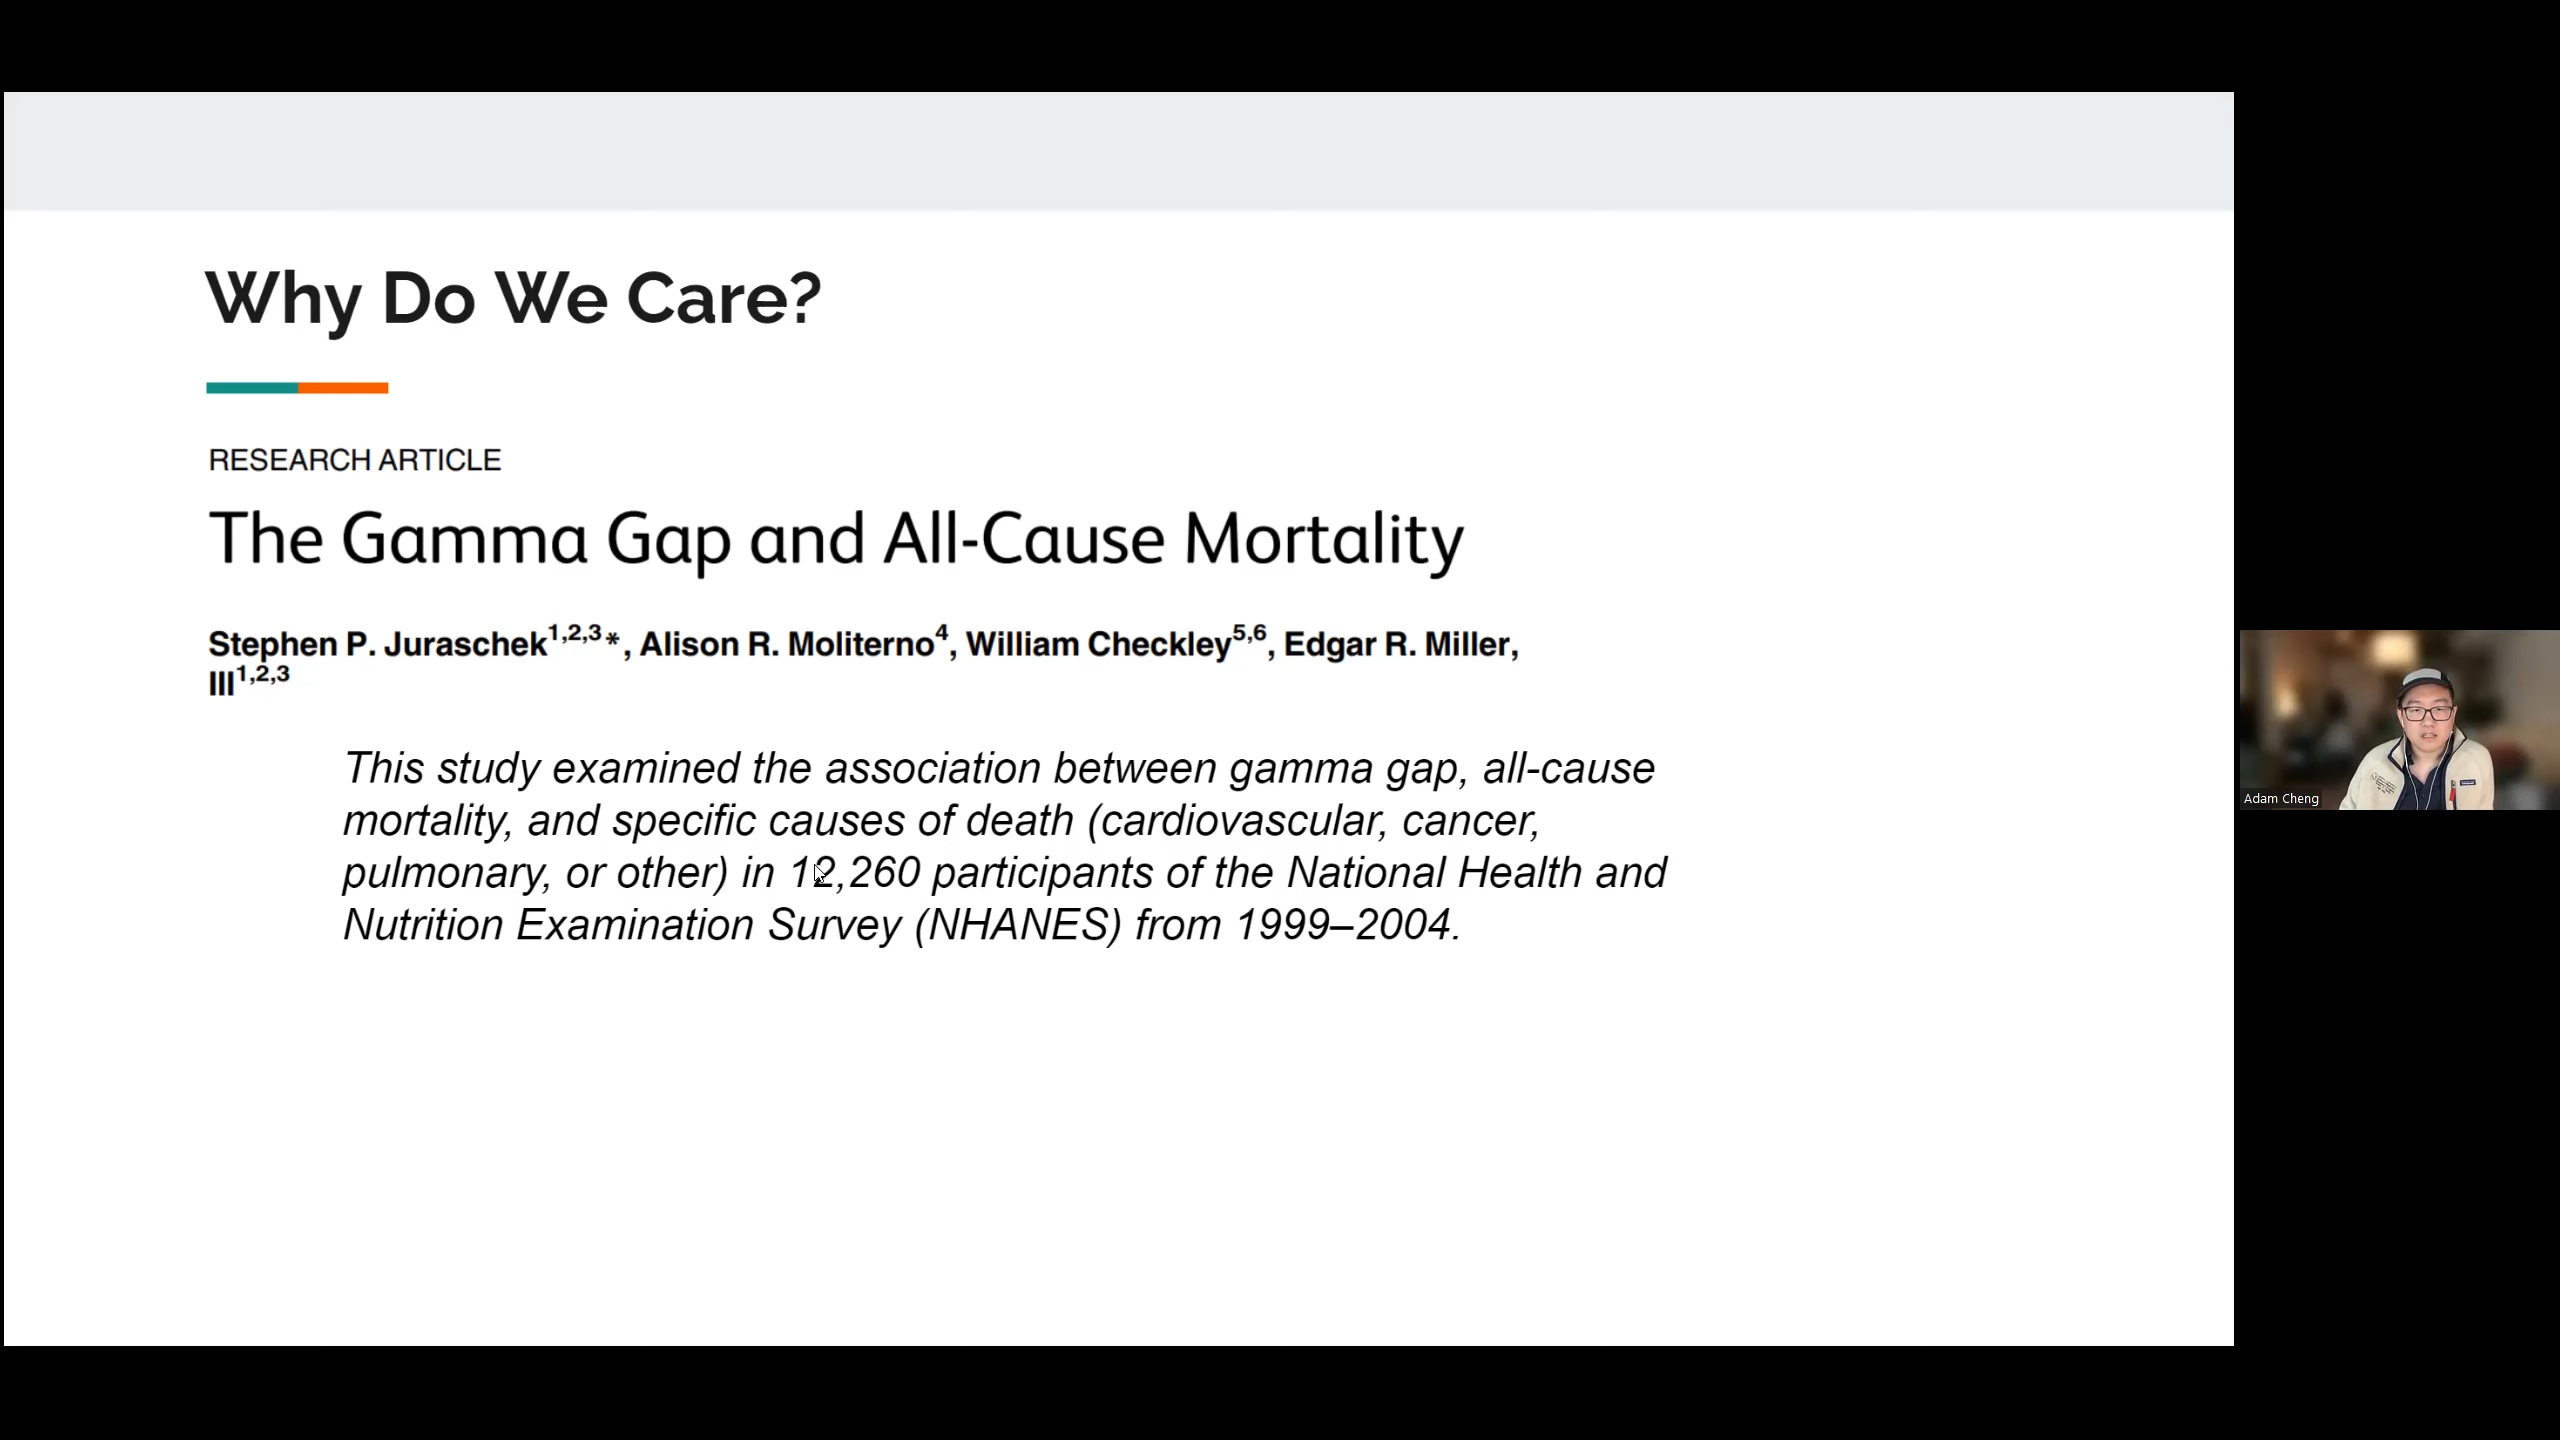 Why Do We Care?
RESEARCH ARTICLE
The Gamma Gap and All-Cause Mortality
Stephen P. Juraschek1,2,3*, Alison R. Moliterno4, William Checkley5,6, Edgar R. Miller,
III1,2,3
This study examined the association between gamma gap, all-cause
mortality, and specific causes of death (cardiovascular, cancer,
pulmonary, or other) in 12,260 participants of the National Health and
Nutrition Examination Survey (NHANES) from 1999–2004.
Adam Cheng